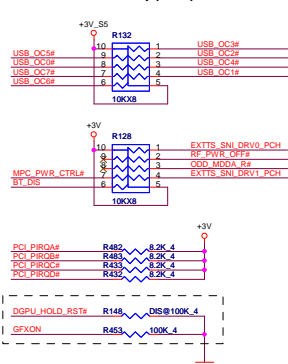 +3V_S5
R132
10 1 USB_OC3#
USB_OC5# 9 2 USB_OC2#
USB_OC0# 8 3 USB_OC4#
USB_OC7# 7 4 USB_OC1#
USB_OC6# 6 5
10KX8
+3V
R128
10 1 EXTTS_SNI_DRV0_PCH
9 2 RF_PWR_OFF#
8 3 ODD_MDDA_R#
MPC_PWR_CTRL# 7 4 EXTTS_SNI_DRV1_PCH
BT_DIS 6 5
10KX8
+3V
PCI_PIRQA# R482 8.2K_4
PCI_PIRQB# R483 8.2K_4
PCI_PIRQC# R433 8.2K_4
PCI_PIRQD# R432 8.2K_4
DGPU_HOLD_RST# R148 DIS@100K_4
GFXON R453 100K_4